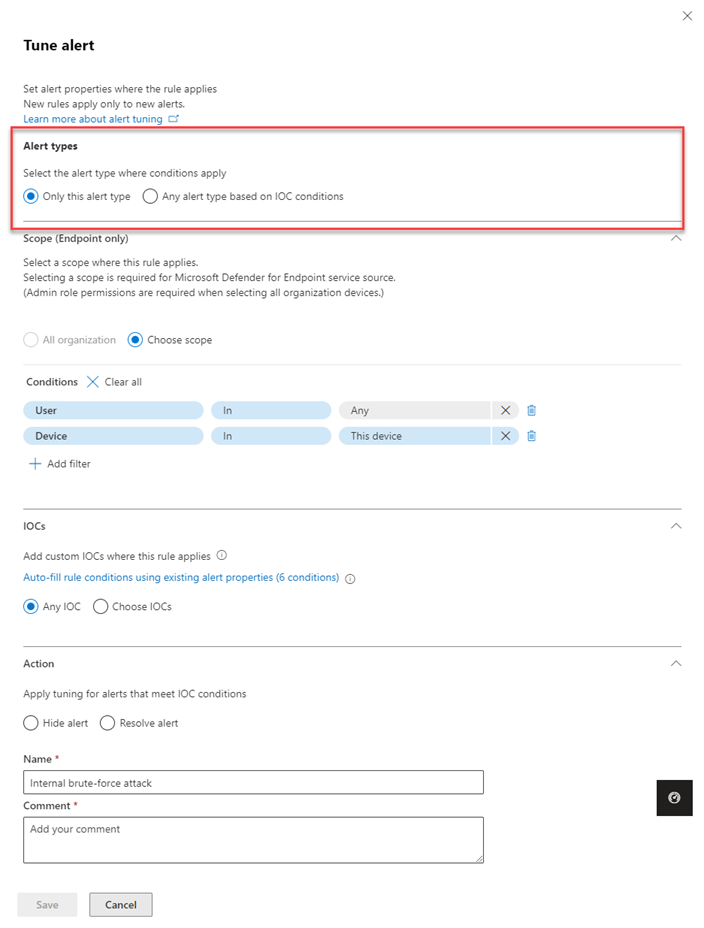 Tune alert
Set alert properties where the rule applies
New rules apply only to new alerts.
Learn more about alert tuning
Alert types
Select the alert type where conditions apply
Only this alert type Any alert type based on IOC conditions
Scope (Endpoint only)
Select a scope where this rule applies.
Selecting a scope is required for Microsoft Defender for Endpoint service source.
(Admin role permissions are required when selecting all organization devices.)
All organization Choose scope
Conditions Clear all
User In Any
Device In This device
Add filter
IOCs
Add custom IOCs where this rule applies
Auto-fill rule conditions using existing alert properties (6 conditions)
Any IOC Choose IOCs
Action
Apply tuning for alerts that meet IOC conditions
Hide alert Resolve alert
Name *
Internal brute-force attack
Comment *
Add your comment
Save Cancel